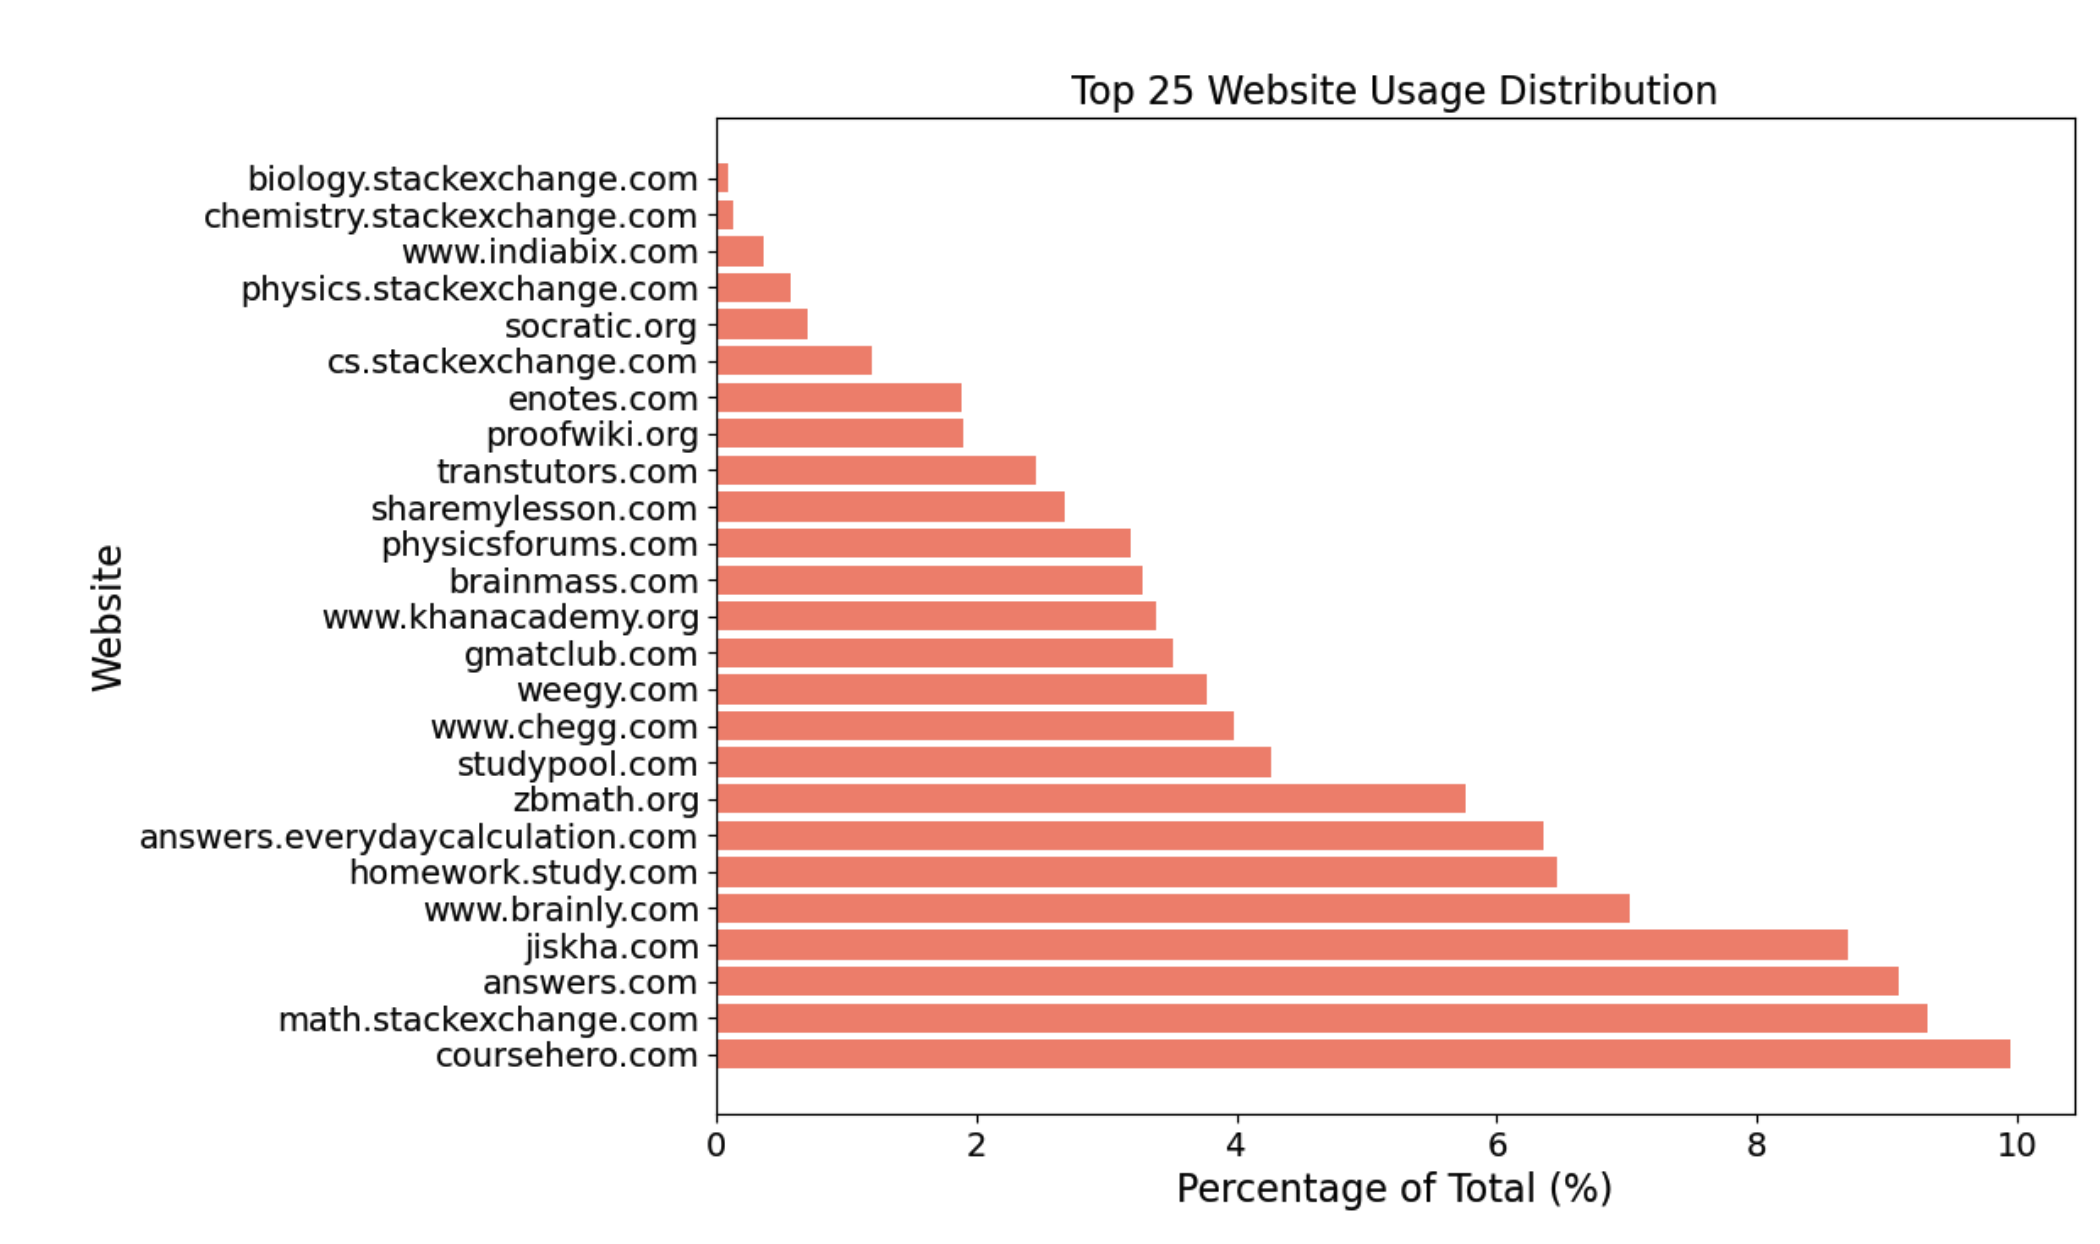 Top 25 Website Usage Distribution
biology.stackexchange.com
chemistry.stackexchange.com
www.indiabix.com
physics.stackexchange.com
socratic.org
cs.stackexchange.com
enotes.com
proofwiki.org
transtutors.com
sharemylesson.com
physicsforums.com
brainmass.com
www.khanacademy.org
gmatclub.com
weegy.com
www.chegg.com
studypool.com
zbmath.org
answers.everydaycalculation.com
homework.study.com
www.brainly.com
jiskha.com
answers.com
math.stackexchange.com
coursehero.com
Website
0 2 4 6 8 10
Percentage of Total (%)